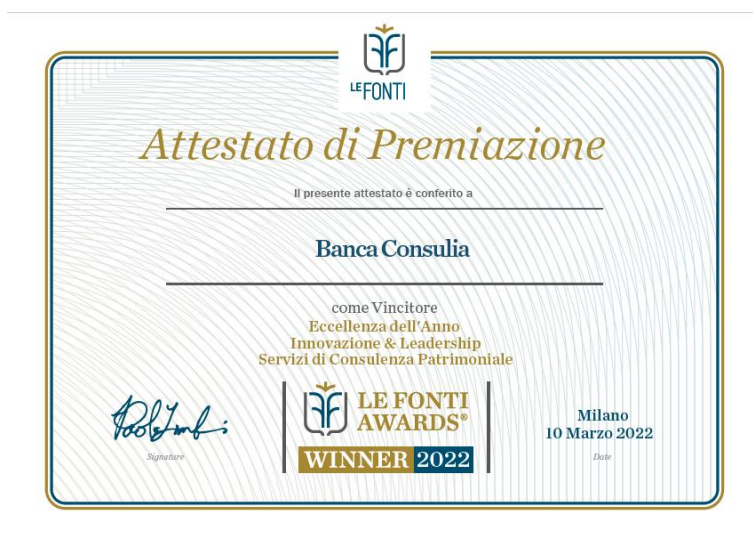 LE FONTI
Attestato di Premiazione
Il presente attestato è conferito a
Banca Consulia
come Vincitore
Eccellenza dell'Anno
Innovazione & Leadership
Servizi di Consulenza Patrimoniale
LE FONTI
AWARDS®
WINNER 2022
Signature
Milano
10 Marzo 2022
Date